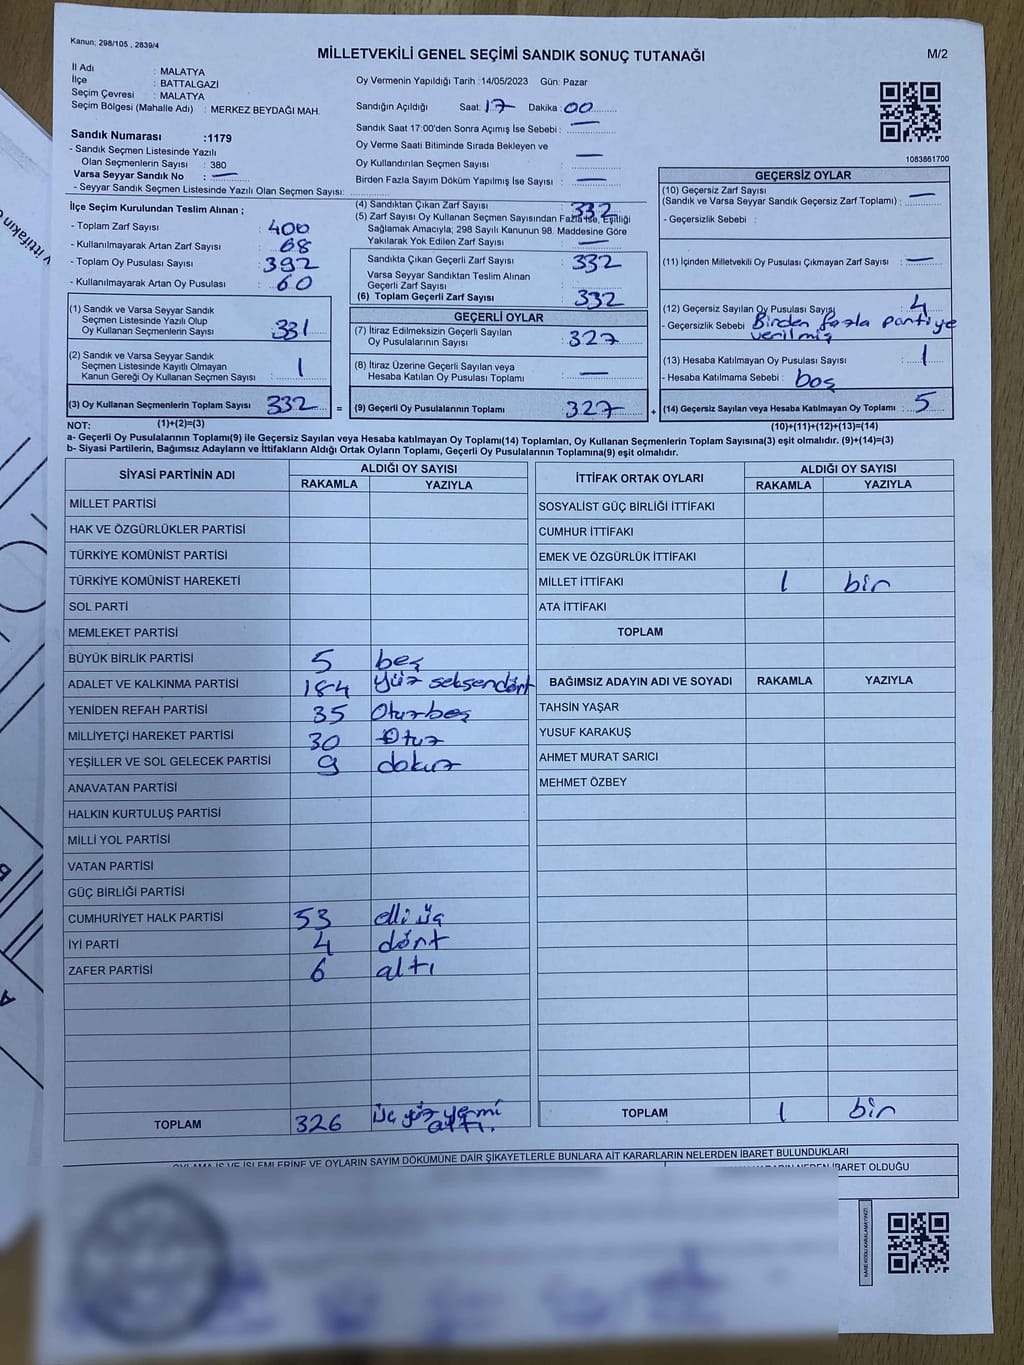 Kanun; 298/105 , 2839/4
MİLLETVEKİLİ GENEL SEÇİMİ SANDIK SONUÇ TUTANAĞI
M/2
İl Adı : MALATYA
İlçe : BATTALGAZİ
Seçim Çevresi : MALATYA
Seçim Bölgesi (Mahalle Adı) : MERKEZ BEYDAĞI MAH.
Sandık Numarası :1179
- Sandık Seçmen Listesinde Yazılı
Olan Seçmenlerin Sayısı : 380
Varsa Seyyar Sandık No : —
- Seyyar Sandık Seçmen Listesinde Yazılı Olan Seçmen Sayısı:
Oy Vermenin Yapıldığı Tarih :14/05/2023 Gün: Pazar
Sandığın Açıldığı Saat: 17 Dakika : 00
Sandık Saat 17:00'den Sonra Açımış İse Sebebi : —
Oy Verme Saati Bitiminde Sırada Bekleyen ve
Oy Kullandırılan Seçmen Sayısı : —
Birden Fazla Sayım Döküm Yapılmış İse Sayısı : —
1083861700
İlçe Seçim Kurulundan Teslim Alınan ;
- Toplam Zarf Sayısı : 400
- Kullanılmayarak Artan Zarf Sayısı : 68
- Toplam Oy Pusulası Sayısı : 392
- Kullanılmayarak Artan Oy Pusulası : 60
(1) Sandık ve Varsa Seyyar Sandık
Seçmen Listesinde Yazılı Olup
Oy Kullanan Seçmenlerin Sayısı : 331
(2) Sandık ve Varsa Seyyar Sandık
Seçmen Listesinde Kayıtlı Olmayan
Kanun Gereği Oy Kullanan Seçmen Sayısı : 1
(3) Oy Kullanan Seçmenlerin Toplam Sayısı 332 =
(4) Sandıktan Çıkan Zarf Sayısı : 332
(5) Zarf Sayısı Oy Kullanan Seçmen Sayısından Fazla İse, Eşitliği
Sağlamak Amacıyla; 298 Sayılı Kanunun 98. Maddesine Göre
Yakılarak Yok Edilen Zarf Sayısı : —
Sandıkta Çıkan Geçerli Zarf Sayısı : 332
Varsa Seyyar Sandıktan Teslim Alınan
Geçerli Zarf Sayısı :
(6) Toplam Geçerli Zarf Sayısı : 332
GEÇERLİ OYLAR
(7) İtiraz Edilmeksizin Geçerli Sayılan
Oy Pusulalarının Sayısı : 327
(8) İtiraz Üzerine Geçerli Sayılan veya
Hesaba Katılan Oy Pusulası Toplamı : —
(9) Geçerli Oy Pusulalarının Toplamı : 327 +
GEÇERSİZ OYLAR
(10) Geçersiz Zarf Sayısı
(Sandık ve Varsa Seyyar Sandık Geçersiz Zarf Toplamı) : —
- Geçersizlik Sebebi :
(11) İçinden Milletvekili Oy Pusulası Çıkmayan Zarf Sayısı : —
(12) Geçersiz Sayılan Oy Pusulası Sayısı : 4
- Geçersizlik Sebebi : Birden fazla partiye
verilmiş
(13) Hesaba Katılmayan Oy Pusulası Sayısı : 1
- Hesaba Katılmama Sebebi : boş
(14) Geçersiz Sayılan veya Hesaba Katılmayan Oy Toplamı : 5
NOT: (1)+(2)=(3)
(10)+(11)+(12)+(13)=(14)
a- Geçerli Oy Pusulalarının Toplamı(9) ile Geçersiz Sayılan veya Hesaba katılmayan Oy Toplamı(14) Toplamları, Oy Kullanan Seçmenlerin Toplam Sayısına(3) eşit olmalıdır. (9)+(14)=(3)
b- Siyasi Partilerin, Bağımsız Adayların ve İttifakların Aldığı Ortak Oyların Toplamı, Geçerli Oy Pusulalarının Toplamına(9) eşit olmalıdır.
SİYASİ PARTİNİN ADI
ALDIĞI OY SAYISI
RAKAMLA YAZIYLA
MİLLET PARTİSİ
HAK VE ÖZGÜRLÜKLER PARTİSİ
TÜRKİYE KOMÜNİST PARTİSİ
TÜRKİYE KOMÜNİST HAREKETİ
SOL PARTİ
MEMLEKET PARTİSİ
BÜYÜK BİRLİK PARTİSİ 5 beş
ADALET VE KALKINMA PARTİSİ 184 yüz seksendört
YENİDEN REFAH PARTİSİ 35 Oturbeş
MİLLİYETÇİ HAREKET PARTİSİ 30 Otuz
YEŞİLLER VE SOL GELECEK PARTİSİ 9 dokuz
ANAVATAN PARTİSİ
HALKIN KURTULUŞ PARTİSİ
MİLLİ YOL PARTİSİ
VATAN PARTİSİ
GÜÇ BİRLİĞİ PARTİSİ
CUMHURİYET HALK PARTİSİ 53 elli üç
İYİ PARTİ 4 dört
ZAFER PARTİSİ 6 altı
TOPLAM 326 üç yüz yirmi
altı.
İTTİFAK ORTAK OYLARI
ALDIĞI OY SAYISI
RAKAMLA YAZIYLA
SOSYALİST GÜÇ BİRLİĞİ İTTİFAKI
CUMHUR İTTİFAKI
EMEK VE ÖZGÜRLÜK İTTİFAKI
MİLLET İTTİFAKI 1 bir
ATA İTTİFAKI
TOPLAM
BAĞIMSIZ ADAYIN ADI VE SOYADI RAKAMLA YAZIYLA
TAHSİN YAŞAR
YUSUF KARAKUŞ
AHMET MURAT SARICI
MEHMET ÖZBEY
TOPLAM 1 bir
OYLAMA İŞ VE İŞLEMLERİNE VE OYLARIN SAYIM DÖKÜMÜNE DAİR ŞİKAYETLERLE BUNLARA AİT KARARLARIN NELERDEN İBARET BULUNDUKLARI
NEDEN İBARET OLDUĞU